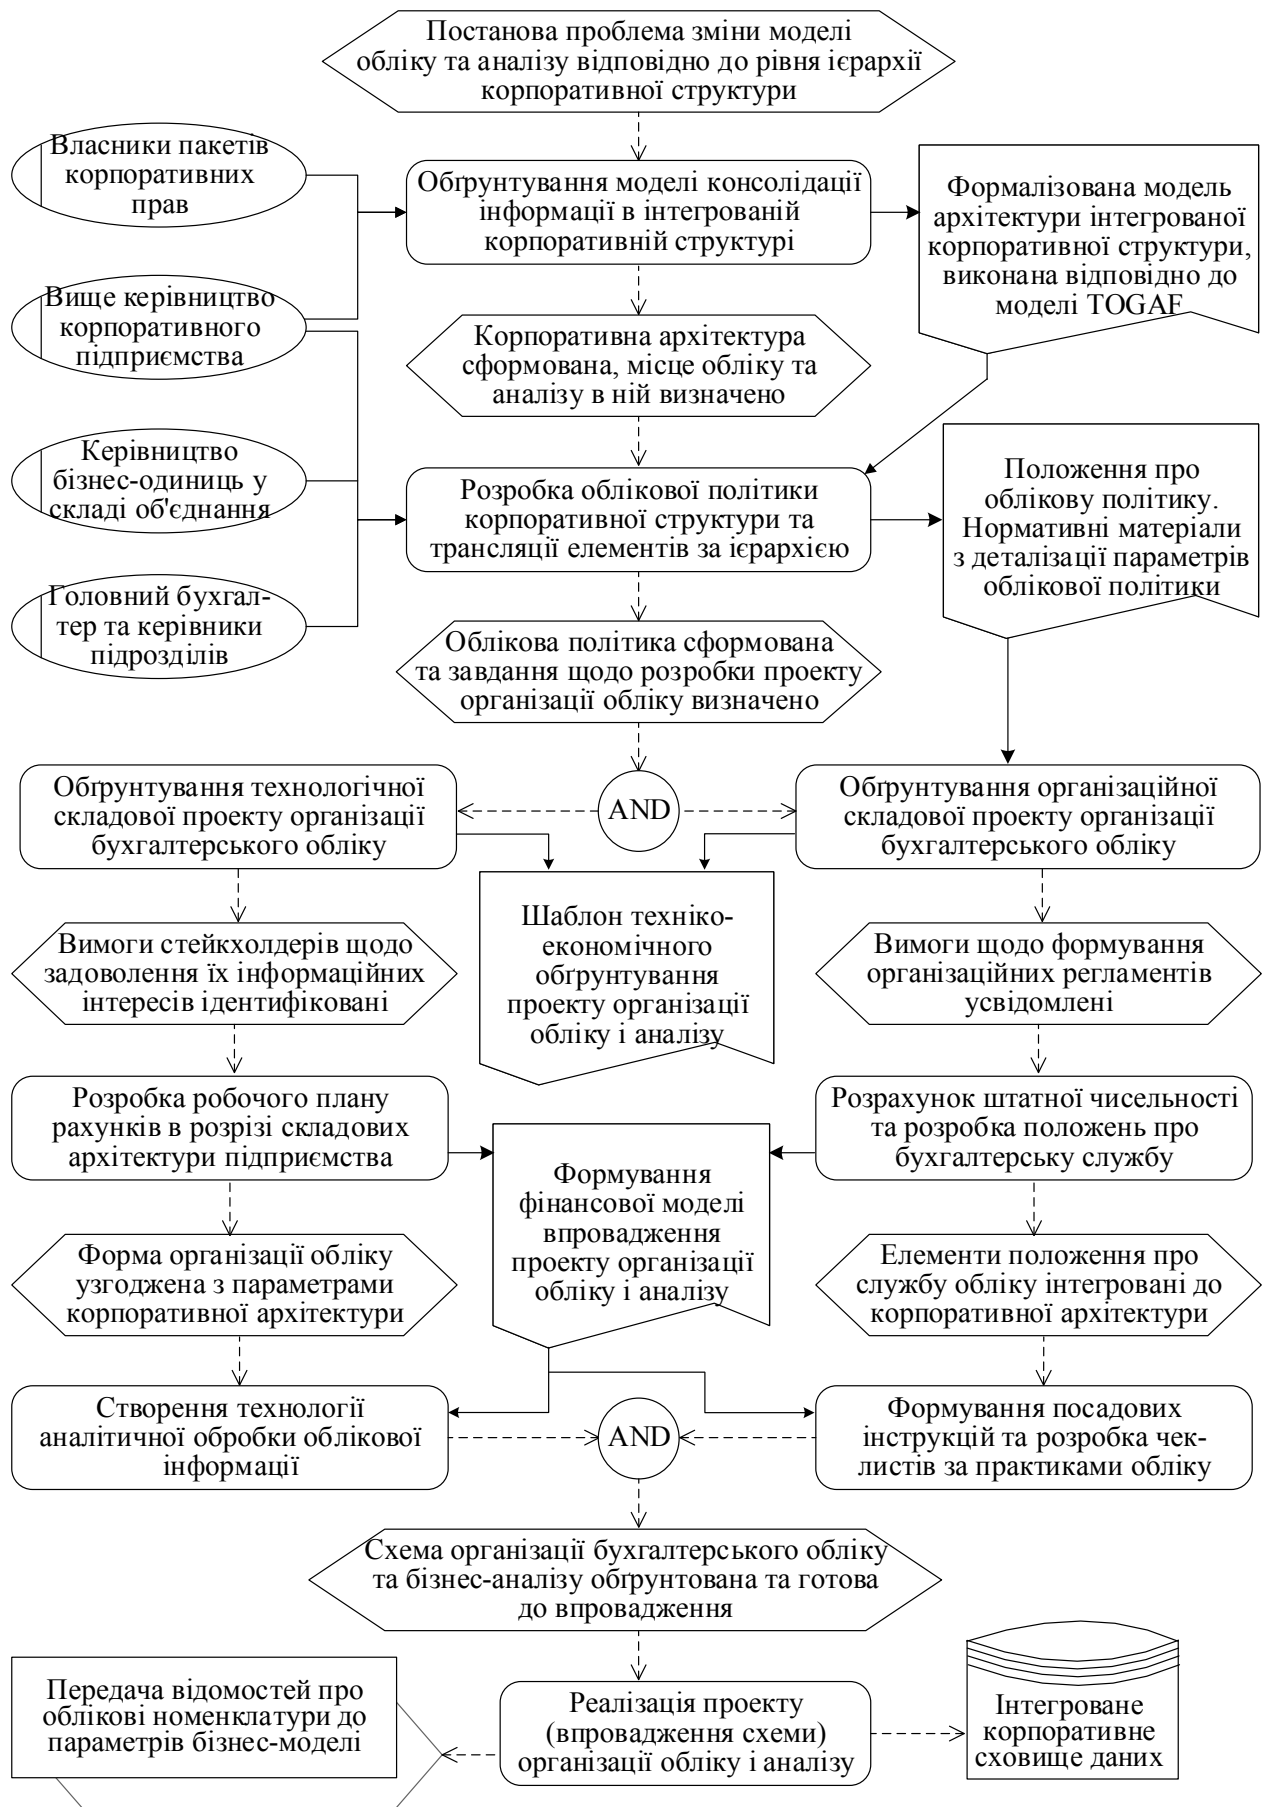 Постанова проблема зміни моделі
обліку та аналізу відповідно до рівня ієрархії
корпоративної структури
Власники пакетів
корпоративних
прав
Обґрунтування моделі консолідації
інформації в інтегрованій
корпоративній структурі
Формалізована модель
архітектури інтегрованої
корпоративної структури,
виконана відповідно до
моделі TOGAF
Вище керівництво
корпоративного
підприємства
Корпоративна архітектура
сформована, місце обліку та
аналізу в ній визначено
Керівництво
бізнес-одиниць у
складі об'єднання
Розробка облікової політики
корпоративної структури та
трансляції елементів за ієрархією
Положення про
облікову політику.
Нормативні матеріали
з деталізації параметрів
облікової політики
Головний бухгал-
тер та керівники
підрозділів
Облікова політика сформована
та завдання щодо розробки проекту
організації обліку визначено
Обґрунтування технологічної
складової проекту організації
бухгалтерського обліку
AND
Обґрунтування організаційної
складової проекту організації
бухгалтерського обліку
Шаблон техніко-
економічного
обґрунтування
проекту організації
обліку і аналізу
Вимоги стейкхолдерів щодо
задоволення їх інформаційних
інтересів ідентифіковані
Вимоги щодо формування
організаційних регламентів
усвідомлені
Розробка робочого плану
рахунків в розрізі складових
архітектури підприємства
Формування
фінансової моделі
впровадження
проекту організації
обліку і аналізу
Розрахунок штатної чисельності
та розробка положень про
бухгалтерську службу
Форма організації обліку
узгоджена з параметрами
корпоративної архітектури
Елементи положення про
службу обліку інтегровані до
корпоративної архітектури
Створення технології
аналітичної обробки облікової
інформації
AND
Формування посадових
інструкцій та розробка чек-
листів за практиками обліку
Схема організації бухгалтерського обліку
та бізнес-аналізу обґрунтована та готова
до впровадження
Передача відомостей про
облікові номенклатури до
параметрів бізнес-моделі
Реалізація проекту
(впровадження схеми)
організації обліку і аналізу
Інтегроване
корпоративне
сховище даних